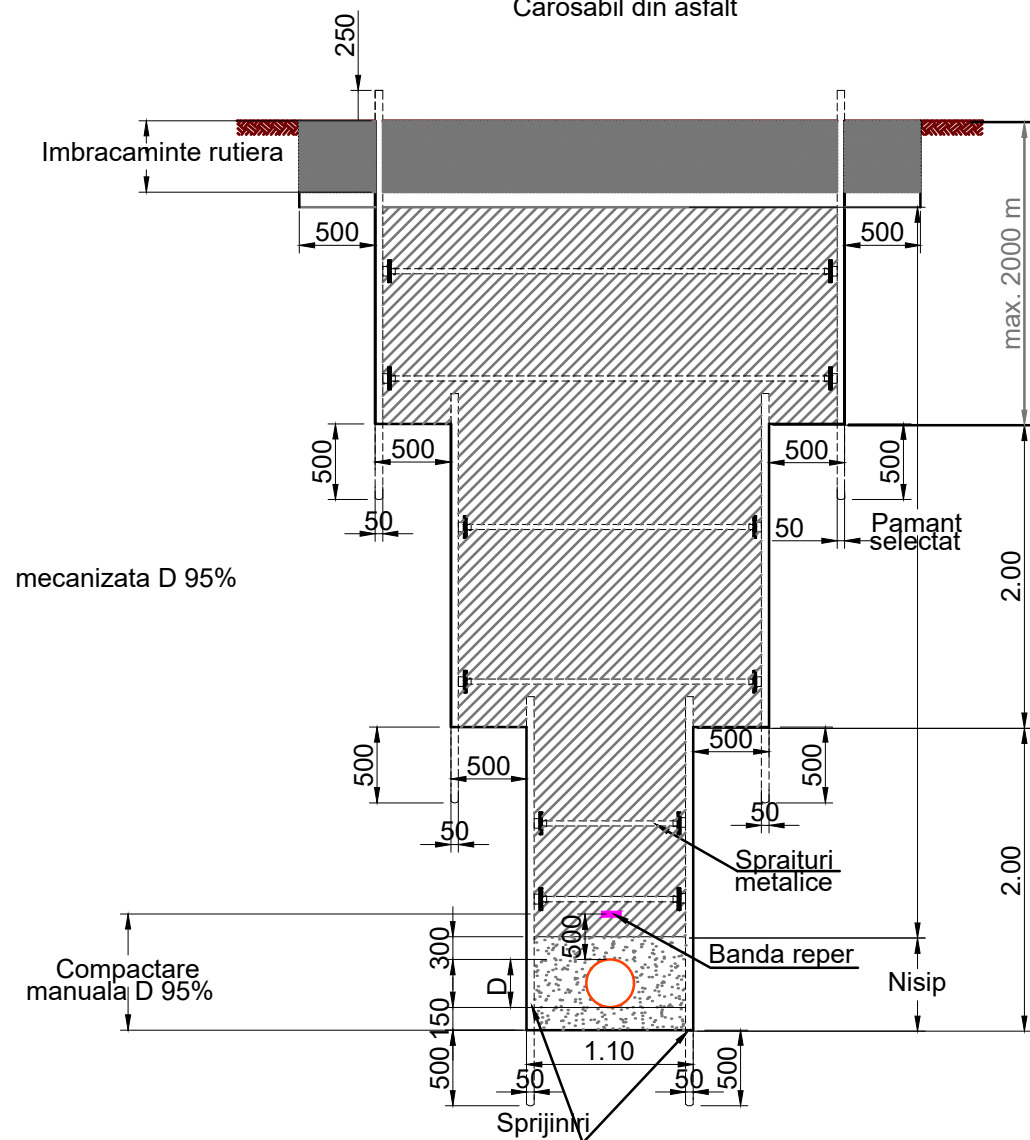 Carosabil din asfalt
250
Imbracaminte rutiera
500
500
max. 2000 m
500
500
500
500
50
50
Pamant
selectat
mecanizata D 95%
2.00
500
500
500
500
50
50
Spraituri
metalice
2.00
500
300
Banda reper
Compactare
manuala D 95%
D
Nisip
150
1.10
500
50
50
500
Sprijiniri